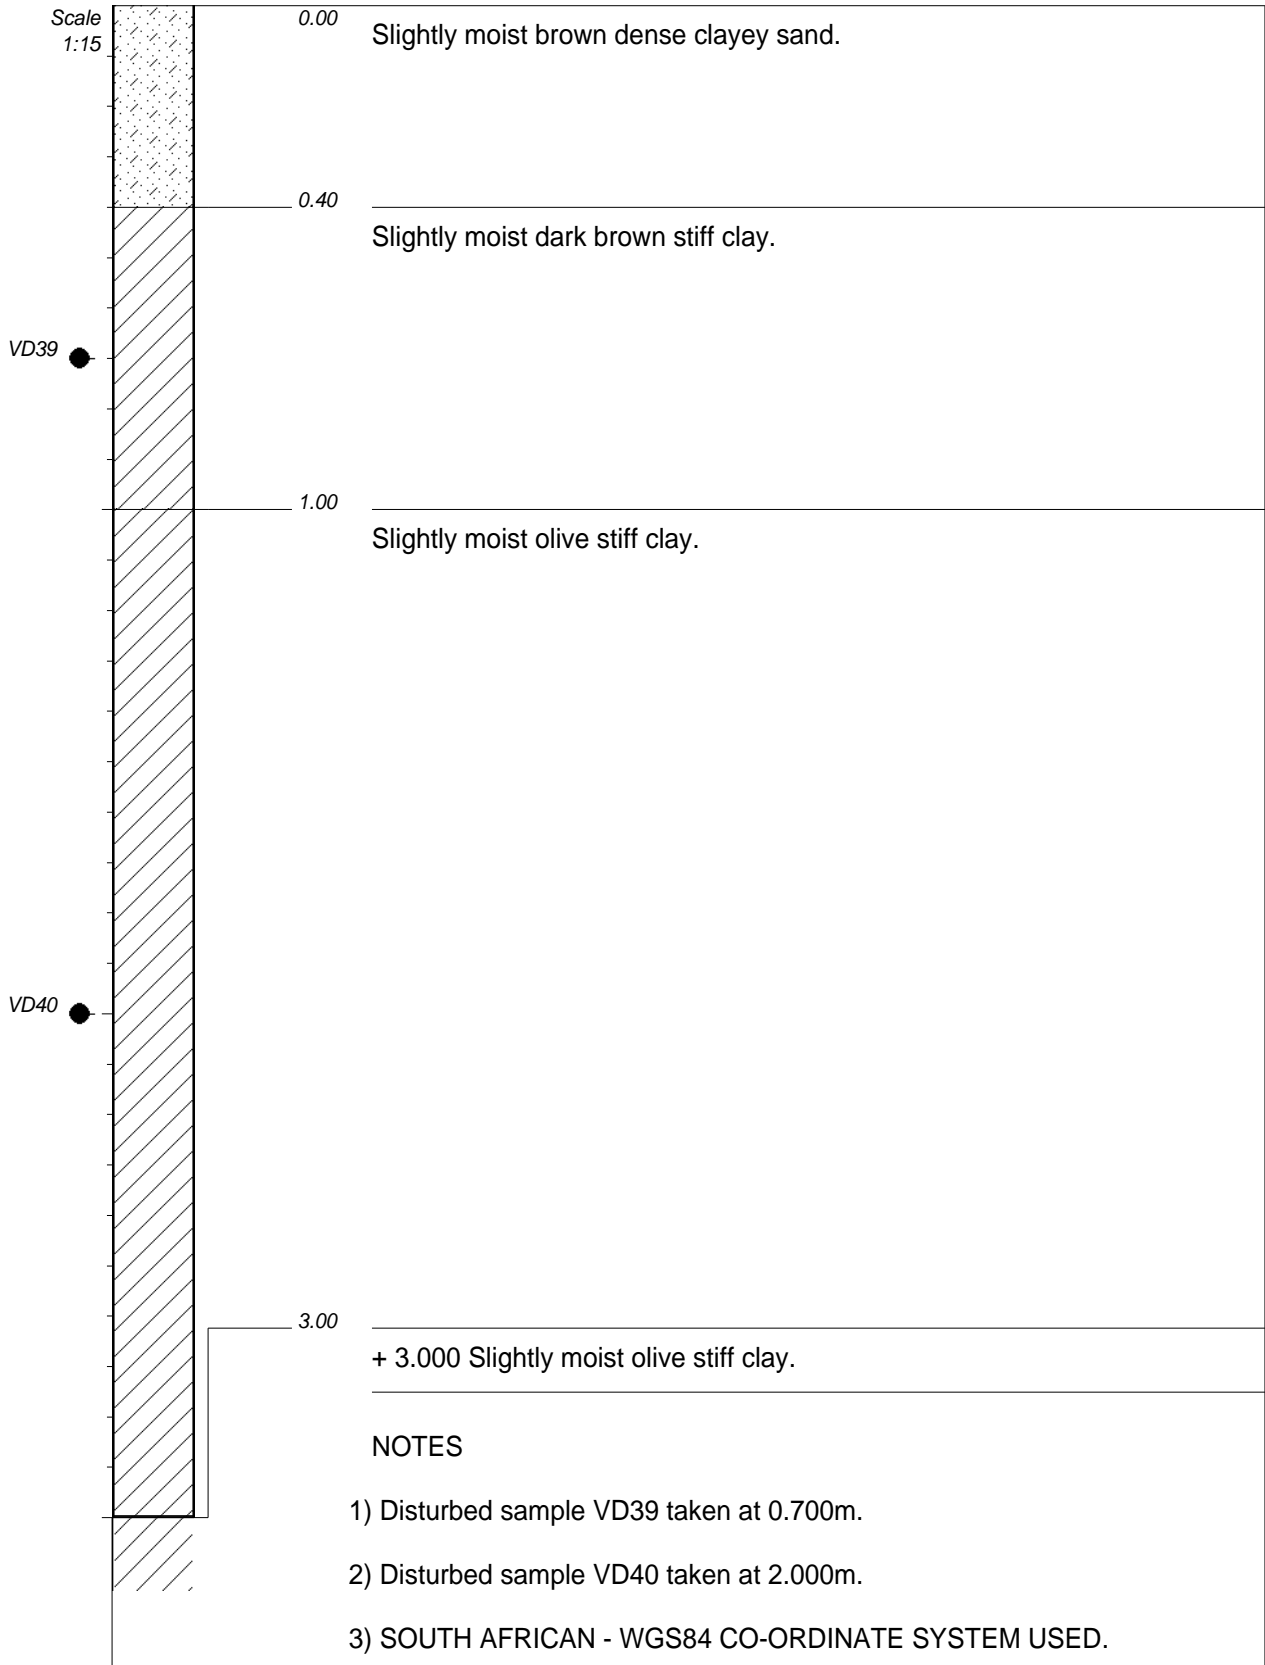 Scale
1:15
0.00
Slightly moist brown dense clayey sand.
0.40
Slightly moist dark brown stiff clay.
VD39
1.00
Slightly moist olive stiff clay.
VD40
3.00
+ 3.000 Slightly moist olive stiff clay.
NOTES
1) Disturbed sample VD39 taken at 0.700m.
2) Disturbed sample VD40 taken at 2.000m.
3) SOUTH AFRICAN - WGS84 CO-ORDINATE SYSTEM USED.